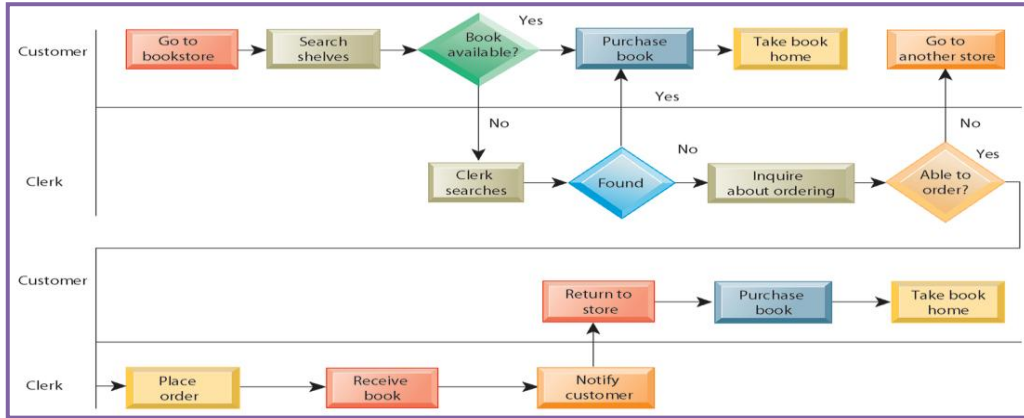 Customer
Go to
bookstore
Search
shelves
Book
available?
Yes
Purchase
book
Take book
home
Go to
another store
No
Yes
No
Clerk
Clerk
searches
Found
No
Inquire
about ordering
Able to
order?
Yes
Customer
Return to
store
Purchase
book
Take book
home
Clerk
Place
order
Receive
book
Notify
customer